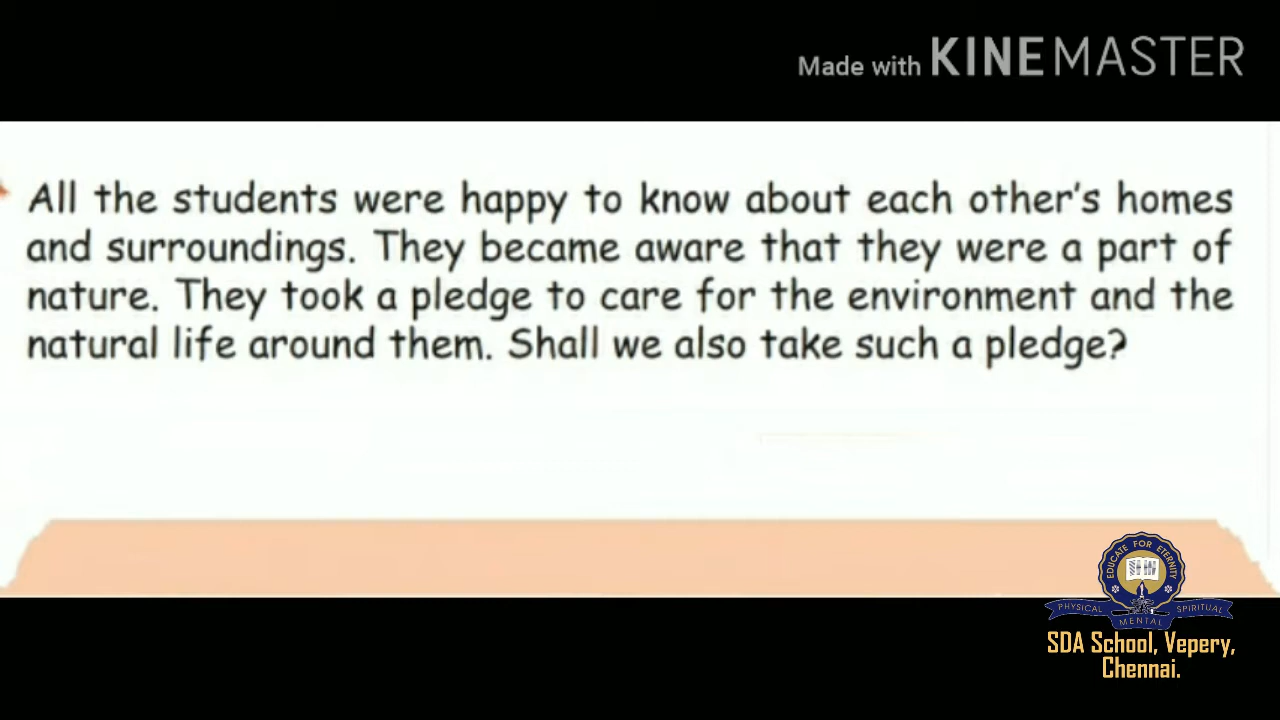 Made with KINEMASTER
All the students were happy to know about each other's homes
and surroundings. They became aware that they were a part of
nature. They took a pledge to care for the environment and the
natural life around them. Shall we also take such a pledge?
EDUCATE FOR ETERNITY
PHYSICAL MENTAL SPIRITUAL
SDA School, Vepery,
Chennai.